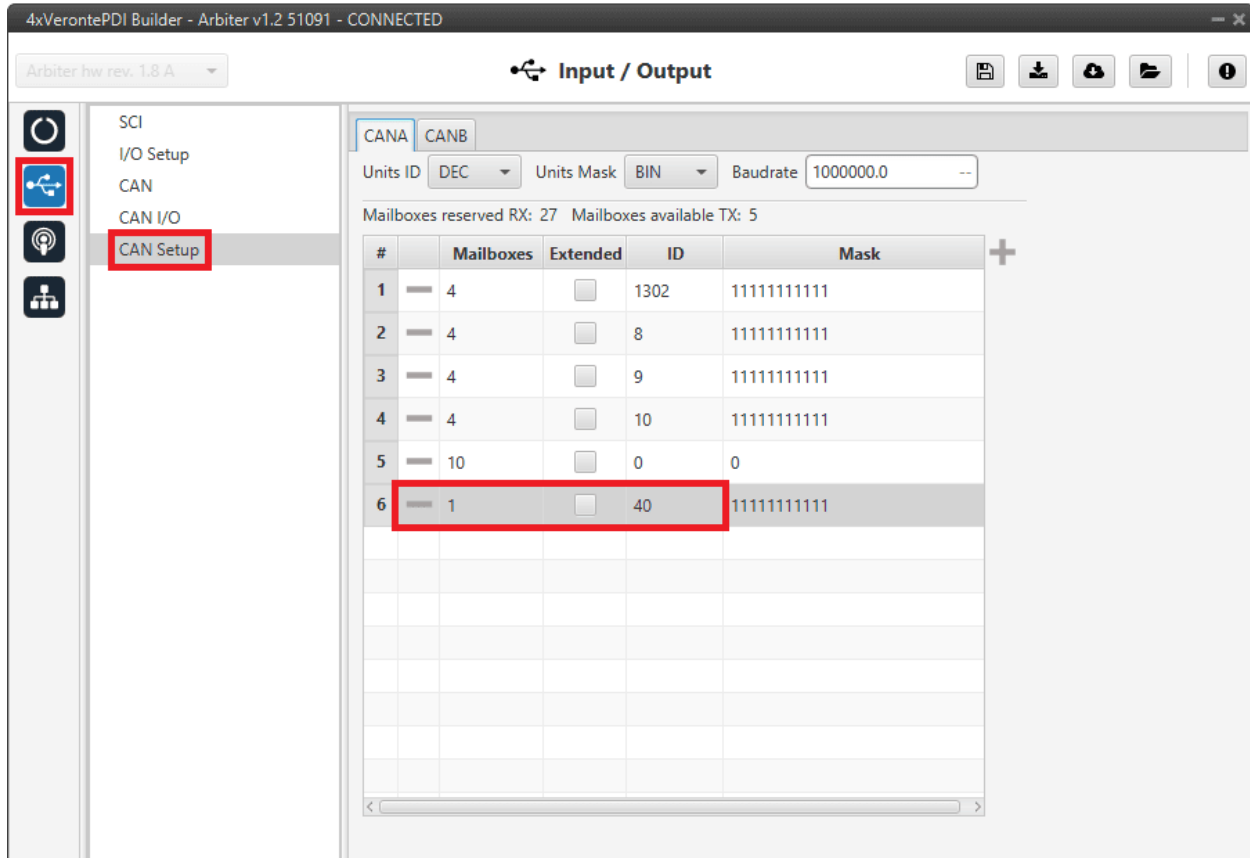 4xVerontePDI Builder - Arbiter v1.2 51091 - CONNECTED
Arbiter hw rev. 1.8 A
Input / Output
SCI
I/O Setup
CAN
CAN I/O
CAN Setup
CANA CANB
Units ID DEC Units Mask BIN Baudrate 1000000.0 --
Mailboxes reserved RX: 27 Mailboxes available TX: 5
# Mailboxes Extended ID Mask
1 4 1302 11111111111
2 4 8 11111111111
3 4 9 11111111111
4 4 10 11111111111
5 10 0 0
6 1 40 11111111111